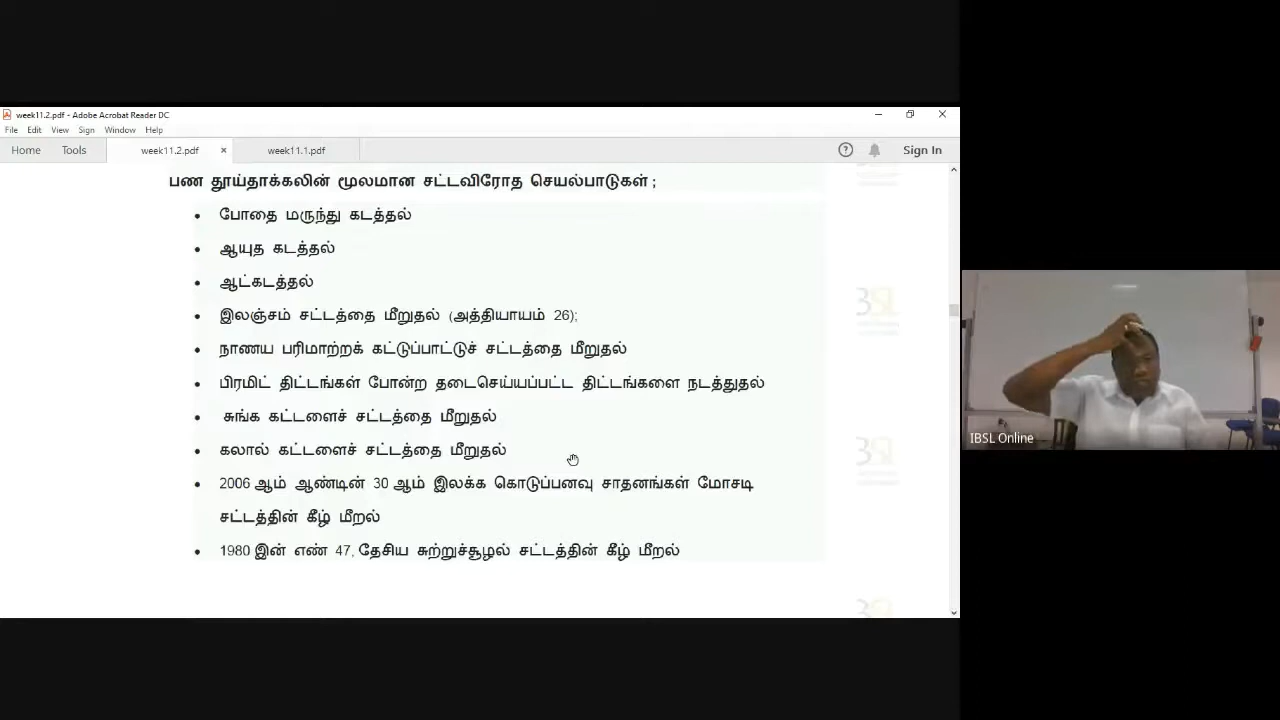 week11.2.pdf - Adobe Acrobat Reader DC
File Edit View Sign Window Help
Home Tools week11.2.pdf × week11.1.pdf Sign In
பண தூய்தாக்கலின் மூலமான சட்டவிரோத செயல்பாடுகள் ;
• போதை மருந்து கடத்தல்
• ஆயுத கடத்தல்
• ஆட்கடத்தல்
• இலஞ்சம் சட்டத்தை மீறுதல் (அத்தியாயம் 26);
• நாணய பரிமாற்றக் கட்டுப்பாட்டுச் சட்டத்தை மீறுதல்
• பிரமிட் திட்டங்கள் போன்ற தடைசெய்யப்பட்ட திட்டங்களை நடத்துதல்
• சுங்க கட்டளைச் சட்டத்தை மீறுதல்
• கலால் கட்டளைச் சட்டத்தை மீறுதல்
• 2006 ஆம் ஆண்டின் 30 ஆம் இலக்க கொடுப்பனவு சாதனங்கள் மோசடி
சட்டத்தின் கீழ் மீறல்
• 1980 இன் எண் 47, தேசிய சுற்றுச்சூழல் சட்டத்தின் கீழ் மீறல்
IBSL Online